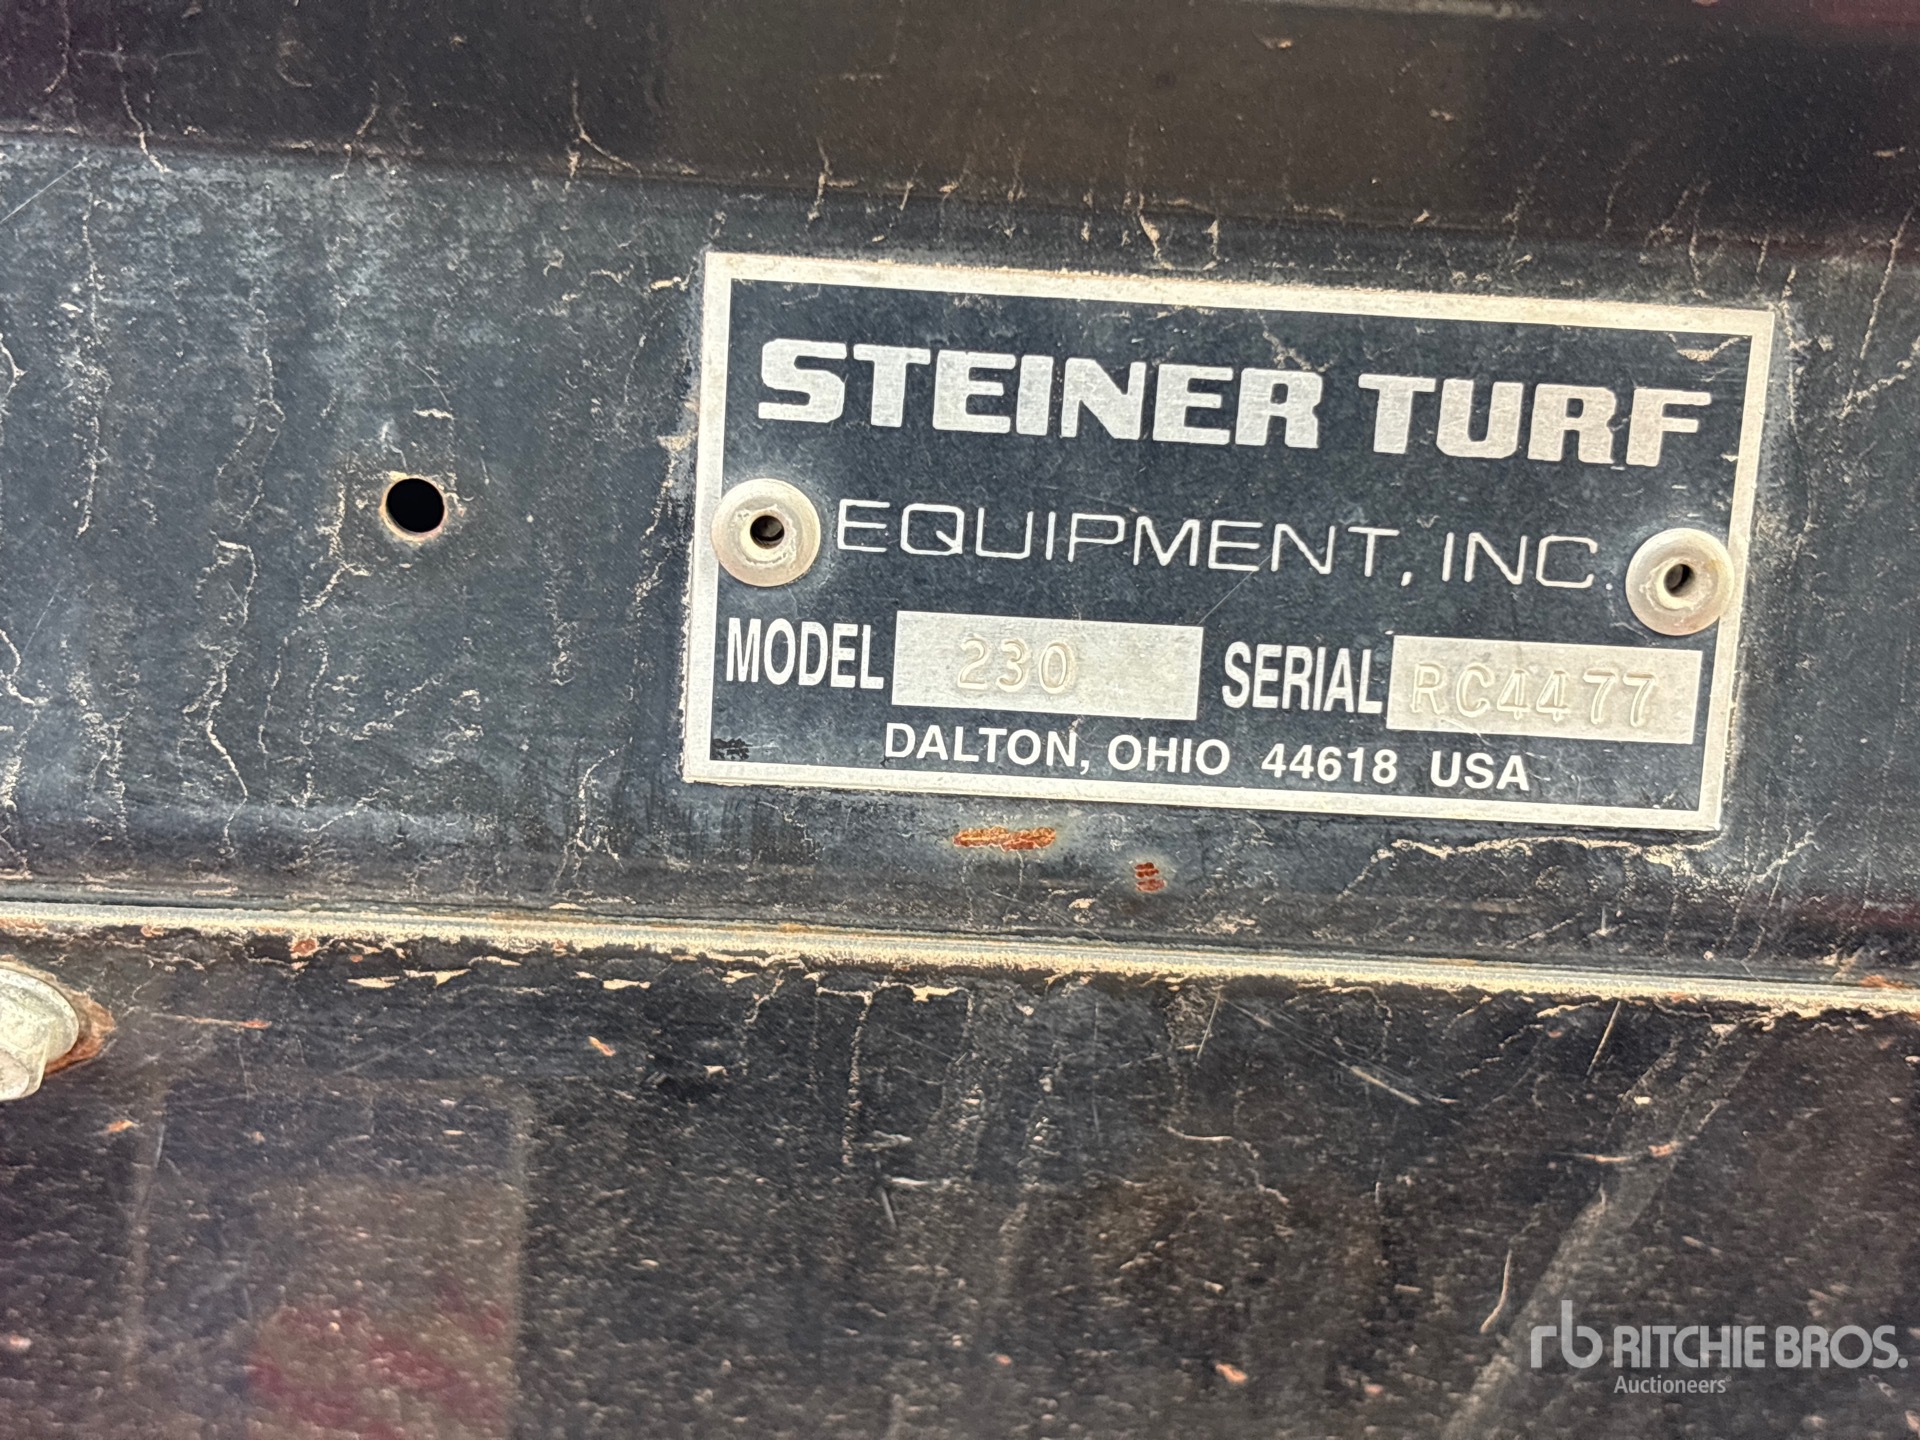 STEINER TURF
EQUIPMENT, INC.
MODEL 230 SERIAL RC4477
DALTON, OHIO 44618 USA
rb RITCHIE BROS.
Auctioneers